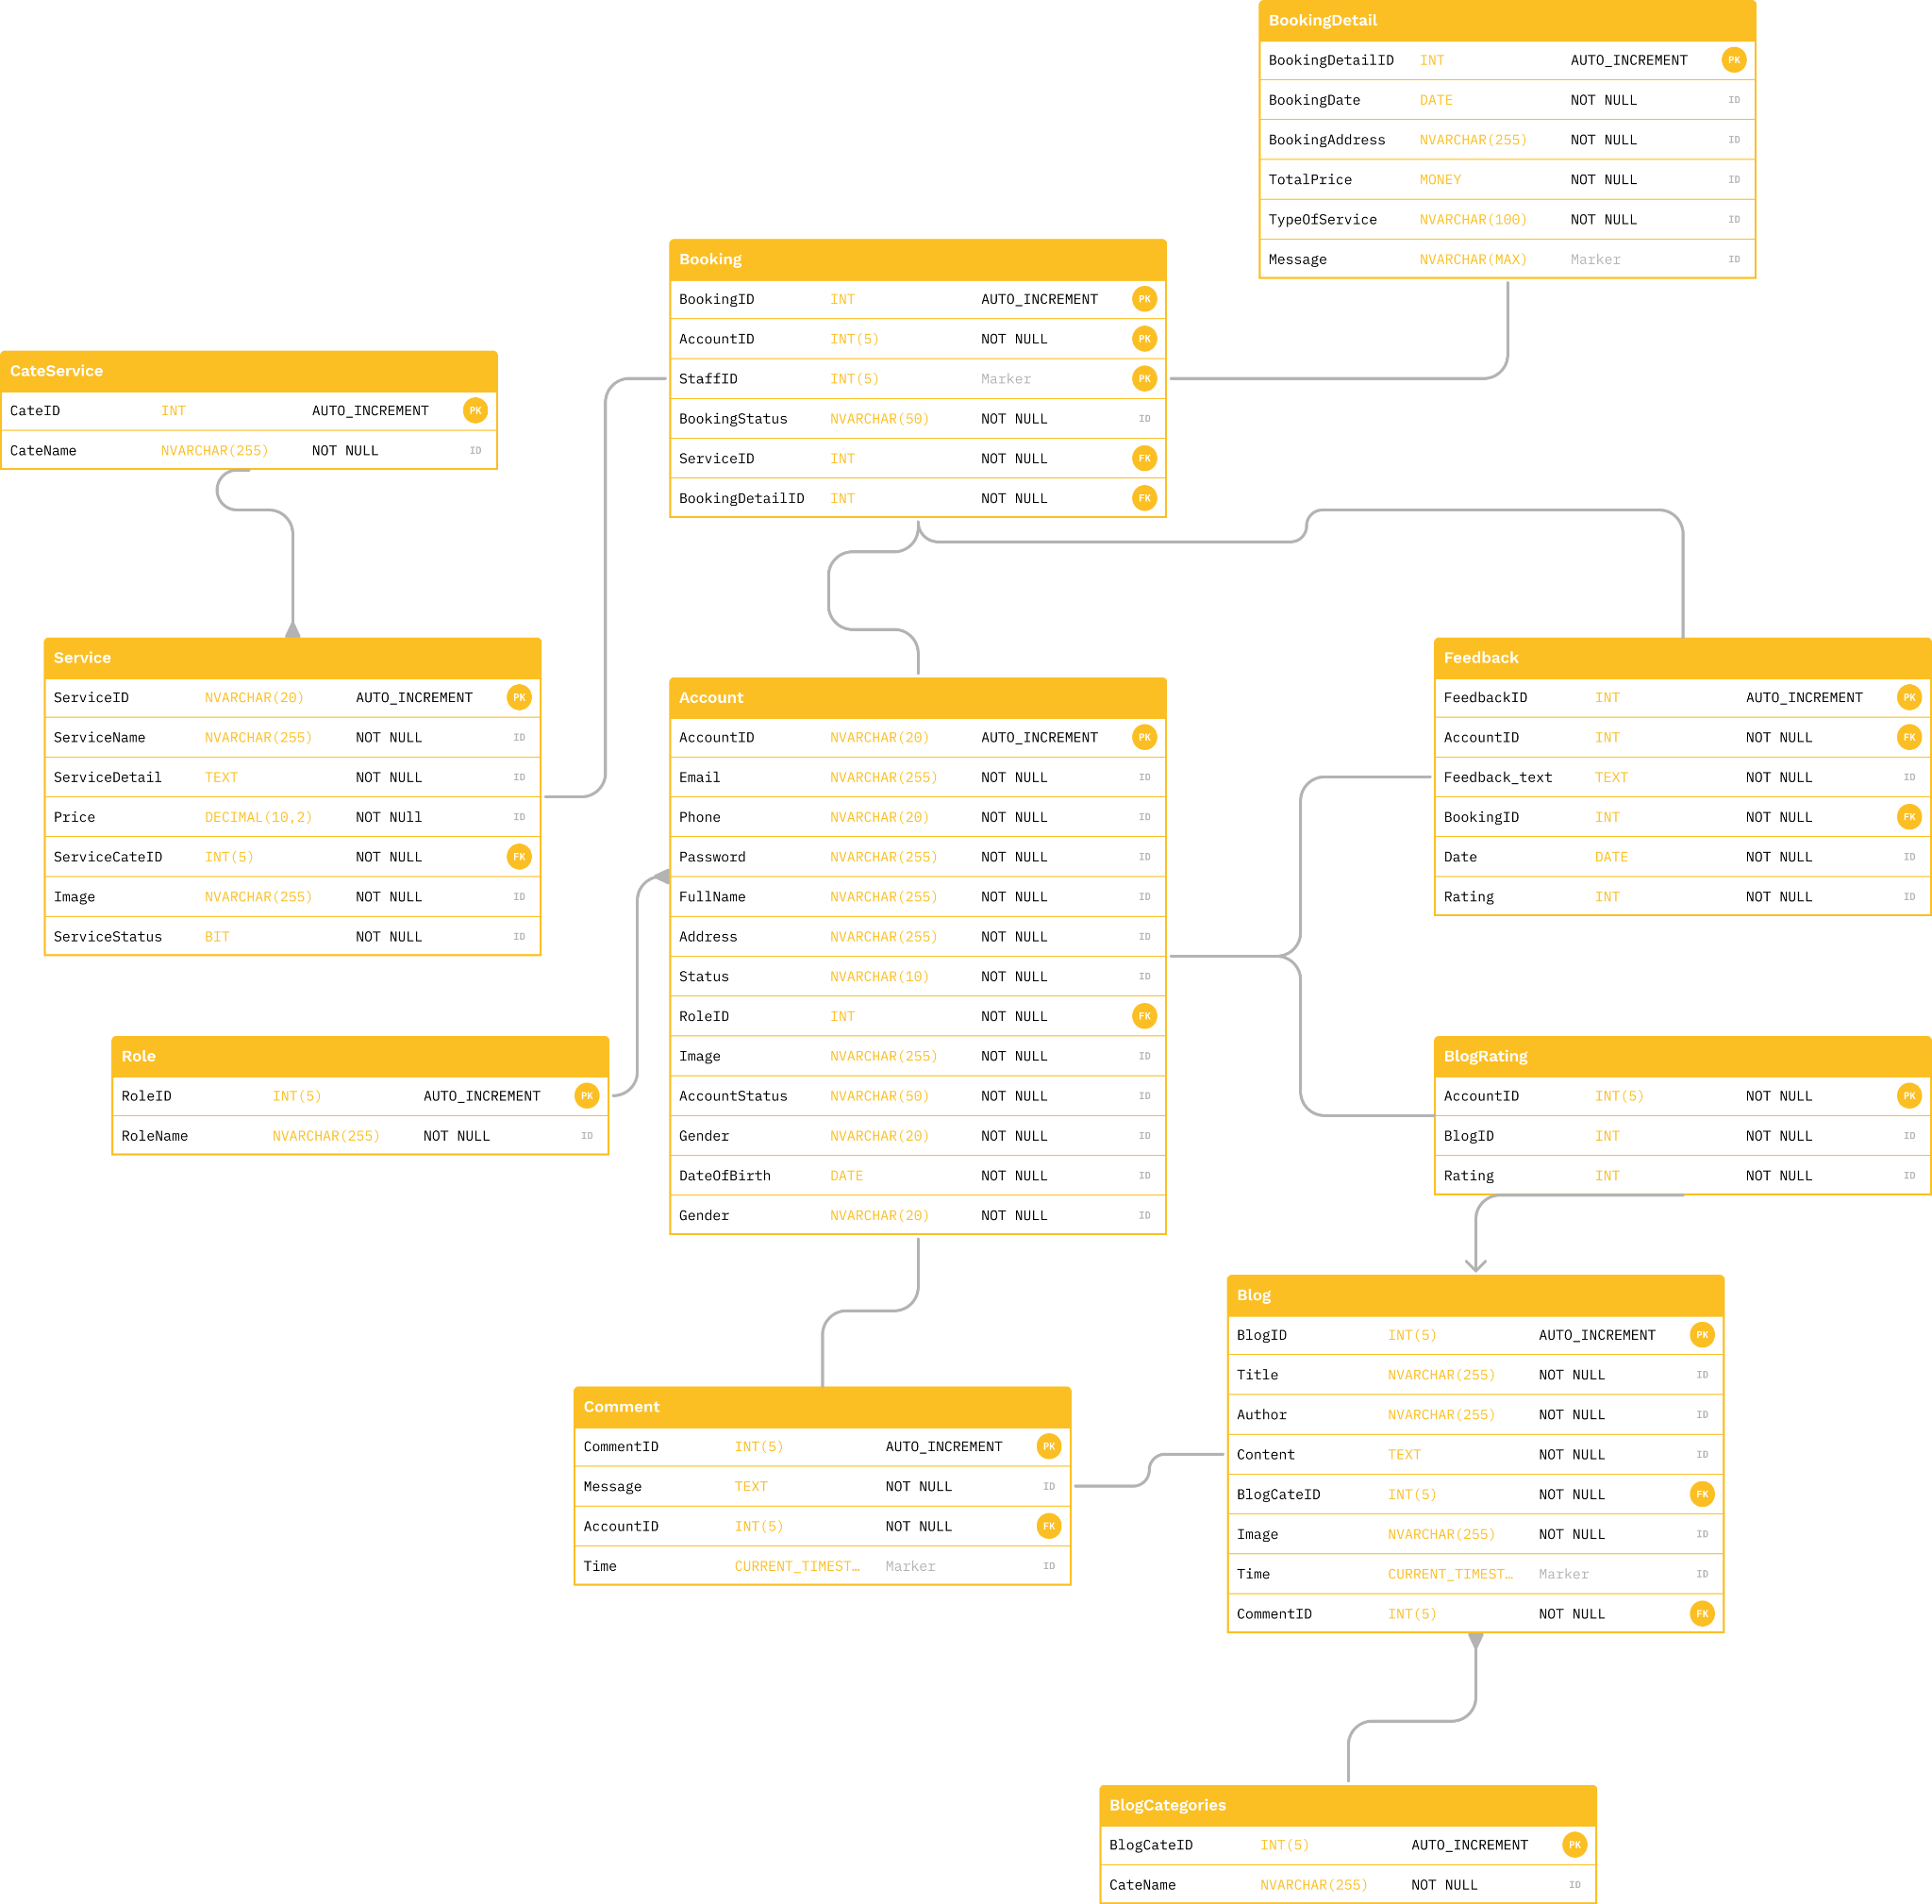 BookingDetail
BookingDetailID INT AUTO_INCREMENT PK
BookingDate DATE NOT NULL ID
BookingAddress NVARCHAR(255) NOT NULL ID
TotalPrice MONEY NOT NULL ID
TypeOfService NVARCHAR(100) NOT NULL ID
Message NVARCHAR(MAX) Marker ID
Booking
BookingID INT AUTO_INCREMENT PK
AccountID INT(5) NOT NULL PK
StaffID INT(5) Marker PK
BookingStatus NVARCHAR(50) NOT NULL ID
ServiceID INT NOT NULL FK
BookingDetailID INT NOT NULL FK
CateService
CateID INT AUTO_INCREMENT PK
CateName NVARCHAR(255) NOT NULL ID
Service
ServiceID NVARCHAR(20) AUTO_INCREMENT PK
ServiceName NVARCHAR(255) NOT NULL ID
ServiceDetail TEXT NOT NULL ID
Price DECIMAL(10,2) NOT NUll ID
ServiceCateID INT(5) NOT NULL FK
Image NVARCHAR(255) NOT NULL ID
ServiceStatus BIT NOT NULL ID
Account
AccountID NVARCHAR(20) AUTO_INCREMENT PK
Email NVARCHAR(255) NOT NULL ID
Phone NVARCHAR(20) NOT NULL ID
Password NVARCHAR(255) NOT NULL ID
FullName NVARCHAR(255) NOT NULL ID
Address NVARCHAR(255) NOT NULL ID
Status NVARCHAR(10) NOT NULL ID
RoleID INT NOT NULL FK
Image NVARCHAR(255) NOT NULL ID
AccountStatus NVARCHAR(50) NOT NULL ID
Gender NVARCHAR(20) NOT NULL ID
DateOfBirth DATE NOT NULL ID
Gender NVARCHAR(20) NOT NULL ID
Feedback
FeedbackID INT AUTO_INCREMENT PK
AccountID INT NOT NULL FK
Feedback_text TEXT NOT NULL ID
BookingID INT NOT NULL FK
Date DATE NOT NULL ID
Rating INT NOT NULL ID
Role
RoleID INT(5) AUTO_INCREMENT PK
RoleName NVARCHAR(255) NOT NULL ID
BlogRating
AccountID INT(5) NOT NULL PK
BlogID INT NOT NULL ID
Rating INT NOT NULL ID
Blog
BlogID INT(5) AUTO_INCREMENT PK
Title NVARCHAR(255) NOT NULL ID
Author NVARCHAR(255) NOT NULL ID
Content TEXT NOT NULL ID
BlogCateID INT(5) NOT NULL FK
Image NVARCHAR(255) NOT NULL ID
Time CURRENT_TIMEST… Marker ID
CommentID INT(5) NOT NULL FK
Comment
CommentID INT(5) AUTO_INCREMENT PK
Message TEXT NOT NULL ID
AccountID INT(5) NOT NULL FK
Time CURRENT_TIMEST… Marker ID
BlogCategories
BlogCateID INT(5) AUTO_INCREMENT PK
CateName NVARCHAR(255) NOT NULL ID